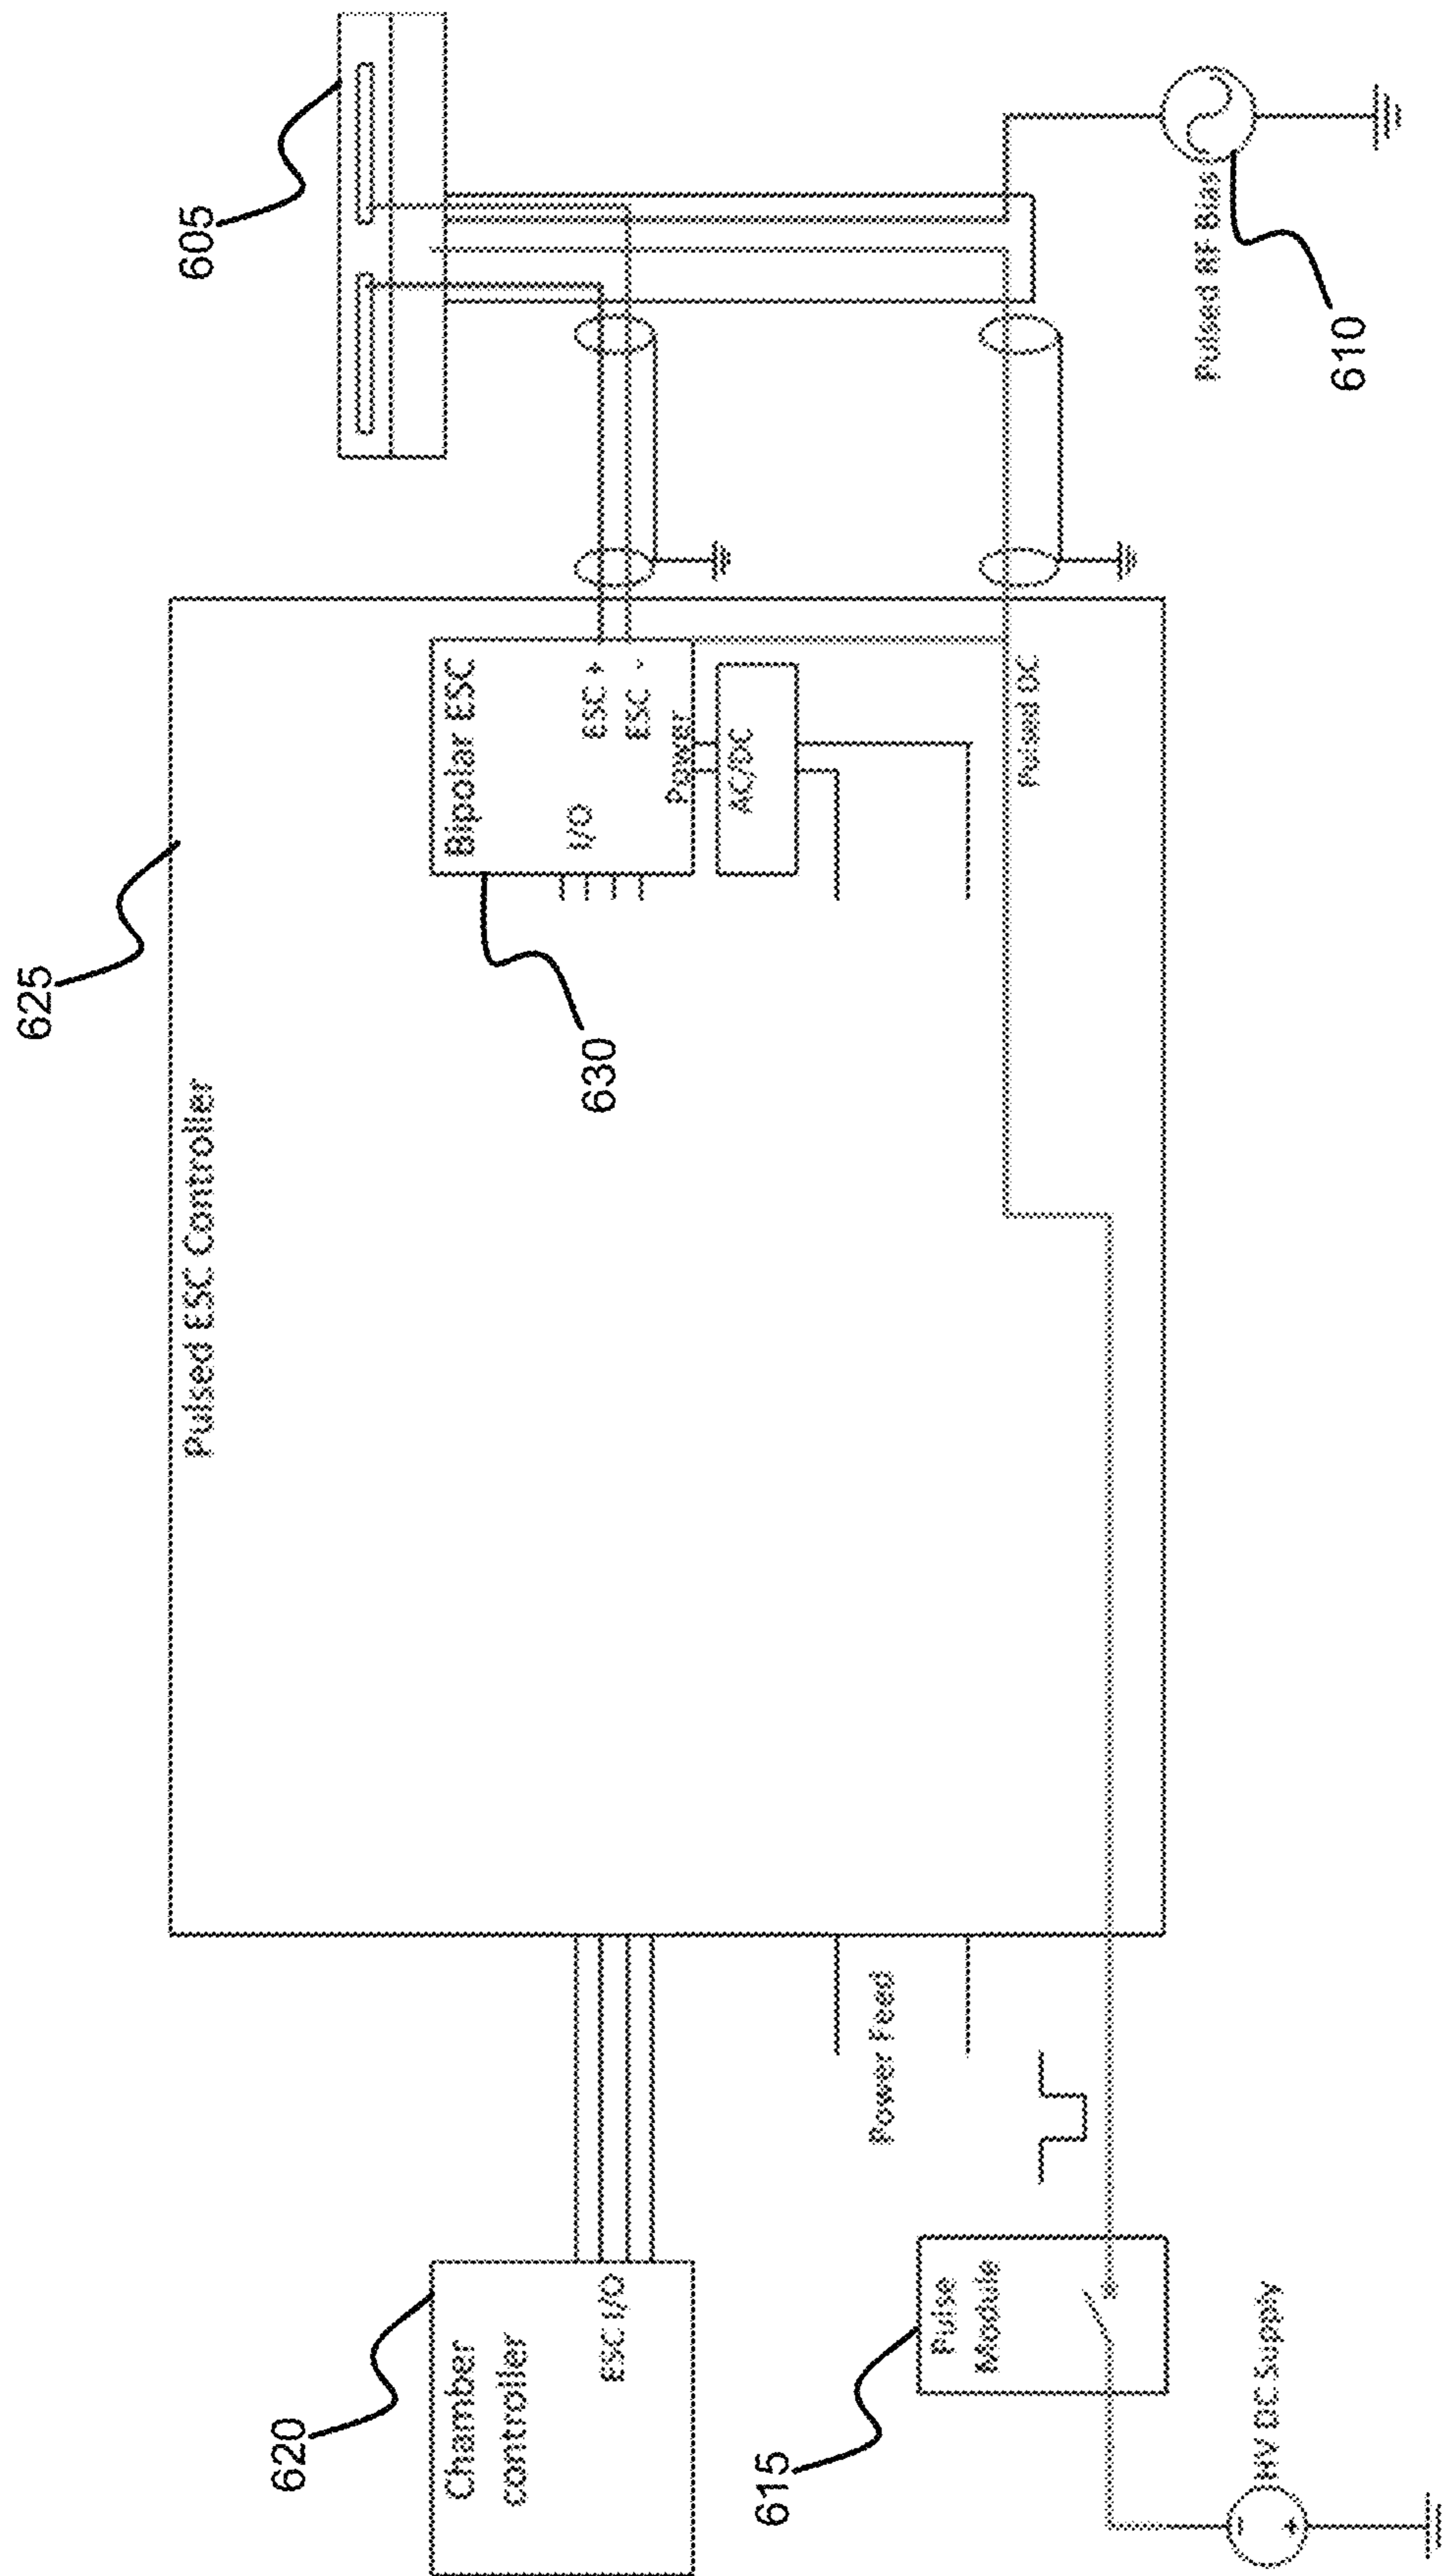 625
Pulsed ESC Controller
620
Chamber
controller
ESC I/O
630
Bipolar ESC
I/O
ESC +
ESC -
Power
AC/DC
605
Power Feed
615
Pulse
Module
HV DC Supply
-
+
Pulsed DC
Pulsed RF Bias
610